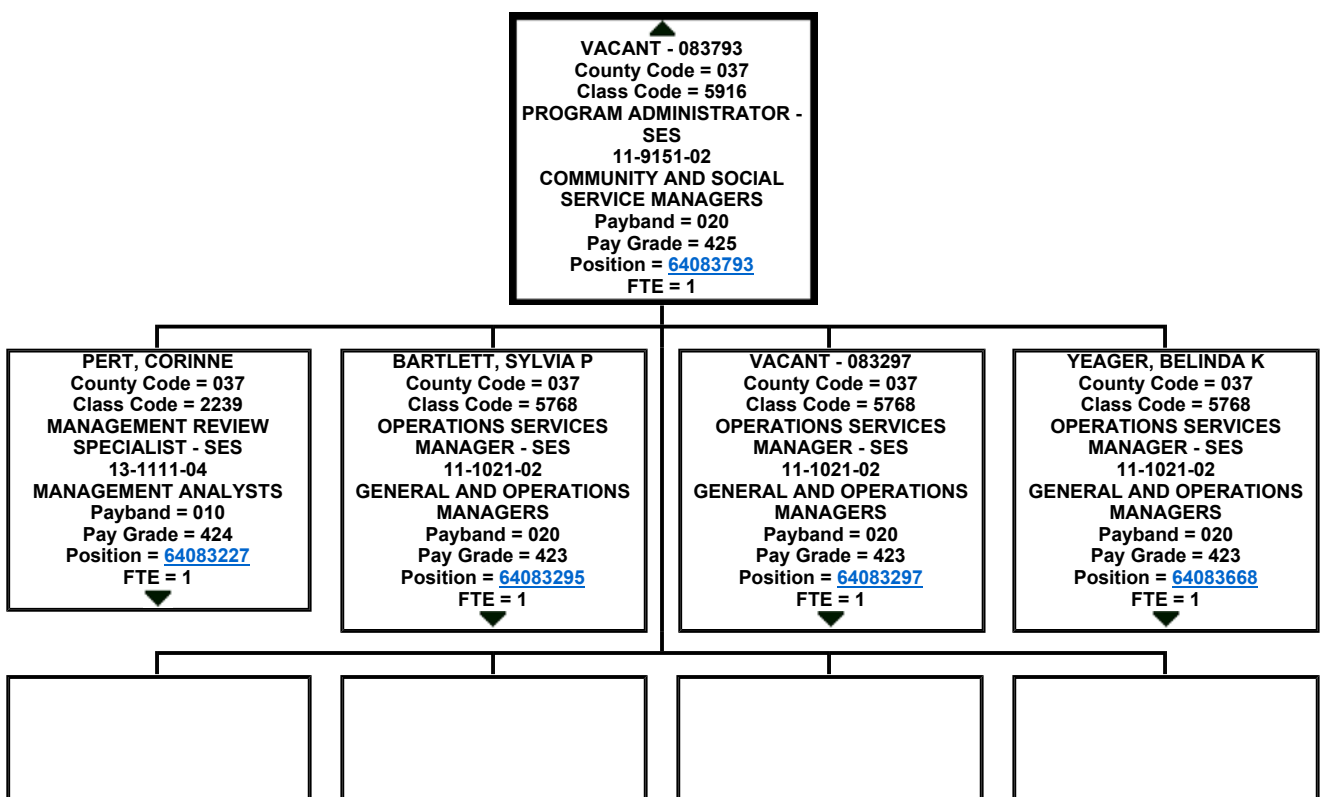 VACANT - 083793
County Code = 037
Class Code = 5916
PROGRAM ADMINISTRATOR -
SES
11-9151-02
COMMUNITY AND SOCIAL
SERVICE MANAGERS
Payband = 020
Pay Grade = 425
Position = 64083793
FTE = 1
PERT, CORINNE
County Code = 037
Class Code = 2239
MANAGEMENT REVIEW
SPECIALIST - SES
13-1111-04
MANAGEMENT ANALYSTS
Payband = 010
Pay Grade = 424
Position = 64083227
FTE = 1
BARTLETT, SYLVIA P
County Code = 037
Class Code = 5768
OPERATIONS SERVICES
MANAGER - SES
11-1021-02
GENERAL AND OPERATIONS
MANAGERS
Payband = 020
Pay Grade = 423
Position = 64083295
FTE = 1
VACANT - 083297
County Code = 037
Class Code = 5768
OPERATIONS SERVICES
MANAGER - SES
11-1021-02
GENERAL AND OPERATIONS
MANAGERS
Payband = 020
Pay Grade = 423
Position = 64083297
FTE = 1
YEAGER, BELINDA K
County Code = 037
Class Code = 5768
OPERATIONS SERVICES
MANAGER - SES
11-1021-02
GENERAL AND OPERATIONS
MANAGERS
Payband = 020
Pay Grade = 423
Position = 64083668
FTE = 1